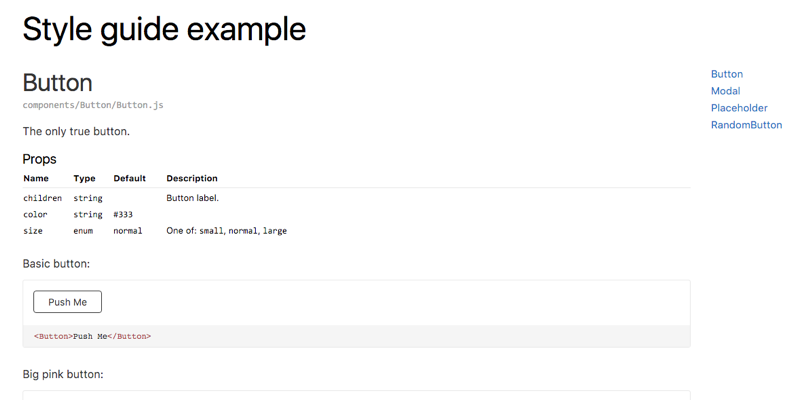 Style guide example
Button
components/Button/Button.js
The only true button.
Props
Name Type Default Description
children string Button label.
color string #333
size enum normal One of: small, normal, large
Basic button:
Push Me
<Button>Push Me</Button>
Big pink button:
Button
Modal
Placeholder
RandomButton